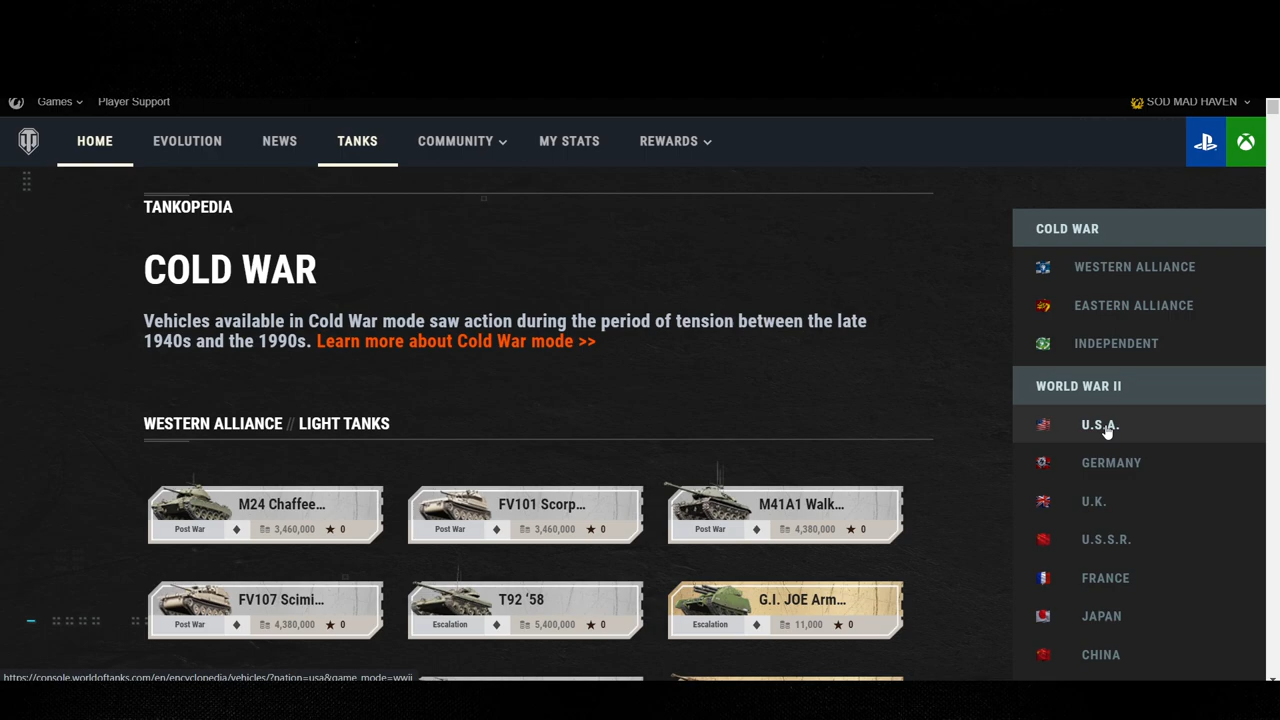 Games
Player Support
SOD MAD HAVEN
HOME
EVOLUTION
NEWS
TANKS
COMMUNITY
MY STATS
REWARDS
TANKOPEDIA
COLD WAR
Vehicles available in Cold War mode saw action during the period of tension between the late
1940s and the 1990s. Learn more about Cold War mode >>
WESTERN ALLIANCE // LIGHT TANKS
M24 Chaffee...
Post War
3,460,000
0
FV101 Scorp...
Post War
3,460,000
0
M41A1 Walk...
Post War
4,380,000
0
FV107 Scimi...
Post War
4,380,000
0
T92 ‘58
Escalation
5,400,000
0
G.I. JOE Arm...
Escalation
11,000
0
COLD WAR
WESTERN ALLIANCE
EASTERN ALLIANCE
INDEPENDENT
WORLD WAR II
U.S.A.
GERMANY
U.K.
U.S.S.R.
FRANCE
JAPAN
CHINA
https://console.worldoftanks.com/en/encyclopedia/vehicles/?nation=usa&game_mode=wwii